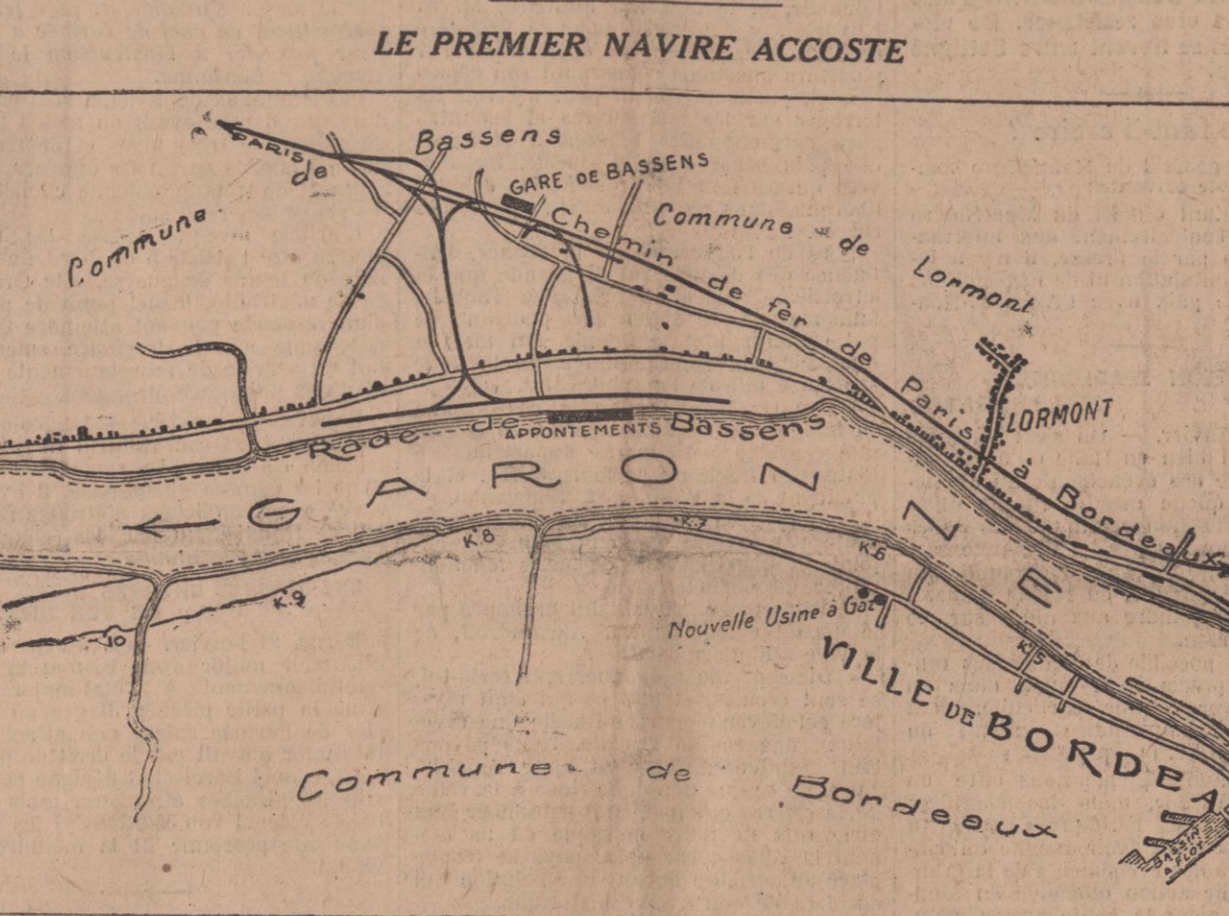 LE PREMIER NAVIRE ACCOSTE
PARIS
Commune de Bassens
GARE DE BASSENS
Commune de Lormont
Chemin de fer de Paris à Bordeaux
LORMONT
Rade de Bassens
APPONTEMENTS
GARONNE
K.8
K.7
K.6
K.9
10
K.5
Nouvelle Usine à Gaz
VILLE DE BORDEA
Commune de Bordeaux
BASSIN
À FLOT